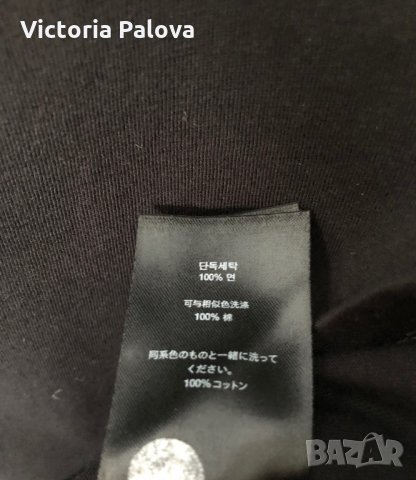 Victoria Palova
단독세탁
100% 면
可与相似色洗涤
100% 棉
同系色のものと一緒に洗って
ください。
100% コットン
BAZAR